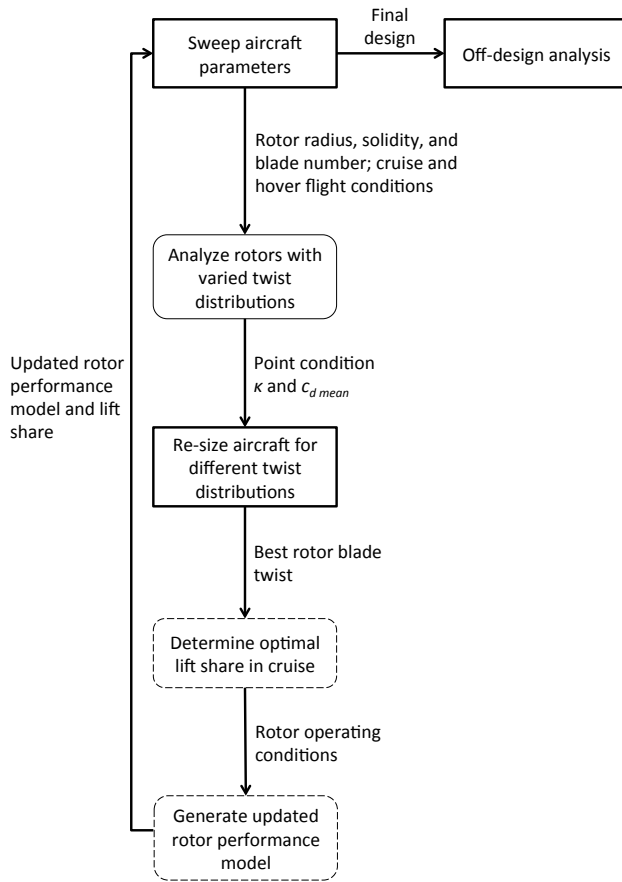 Sweep aircraft
parameters
Final
design
Off-design analysis
Rotor radius, solidity, and
blade number; cruise and
hover flight conditions
Analyze rotors with
varied twist
distributions
Updated rotor
performance
model and lift
share
Point condition
κ and c_d mean
Re-size aircraft for
different twist
distributions
Best rotor blade
twist
Determine optimal
lift share in cruise
Rotor operating
conditions
Generate updated
rotor performance
model